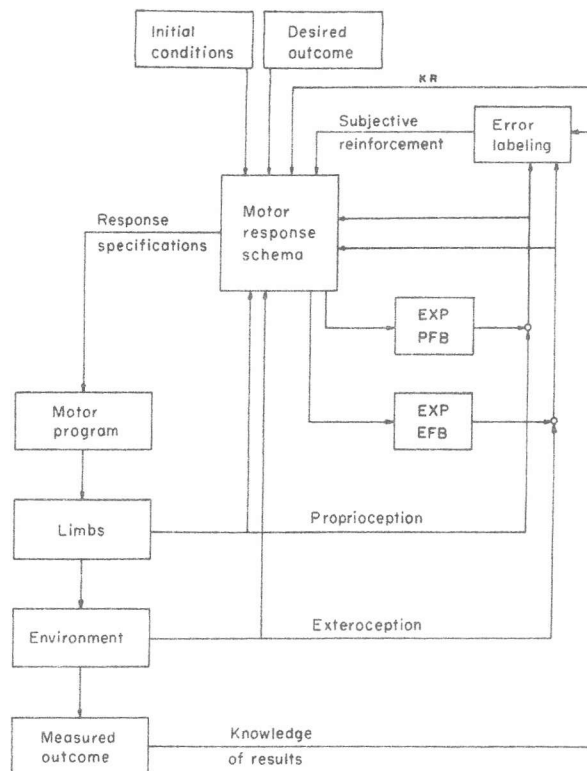 Initial
conditions
Desired
outcome
KR
Subjective
reinforcement
Error
labeling
Motor
response
schema
Response
specifications
EXP
PFB
Motor
program
EXP
EFB
Limbs
Proprioception
Environment
Exteroception
Measured
outcome
Knowledge
of results